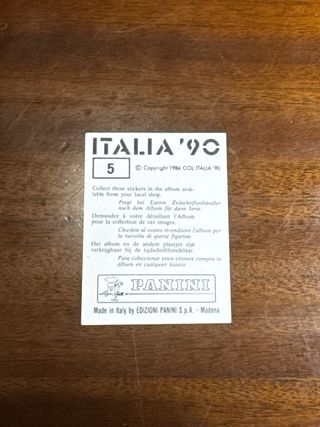 ITALIA '90
5
© Copyright 1986 COL ITALIA '90
Collect these stickers in the album avai-
lable from your local shop.
Fragt bei Eurem Zeitschriftenhändler
nach dem Album für diese Serie.
Demandez à votre détaillant l'Album
pour la collection de ces images.
Chiedete al vostro rivenditore l'album per
la raccolta di queste figurine.
Het album en de andere plaatjes zijn
verkrijgbaar bij de tijdschriftenhandelaar.
Para coleccionar estos cromos compra tu
álbum en cualquier kiosco.
PANINI
Made in Italy by EDIZIONI PANINI S.p.A. - Modena